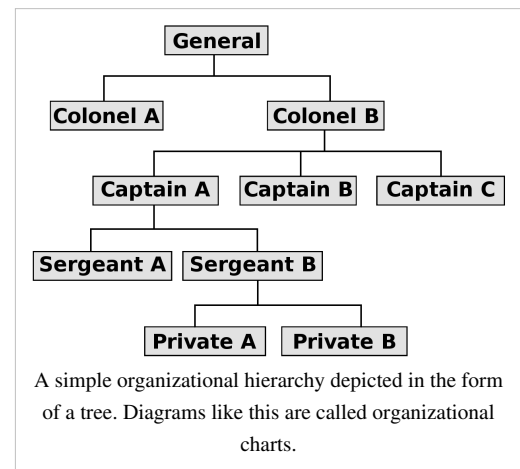 General
Colonel A Colonel B
Captain A Captain B Captain C
Sergeant A Sergeant B
Private A Private B
A simple organizational hierarchy depicted in the form
of a tree. Diagrams like this are called organizational
charts.